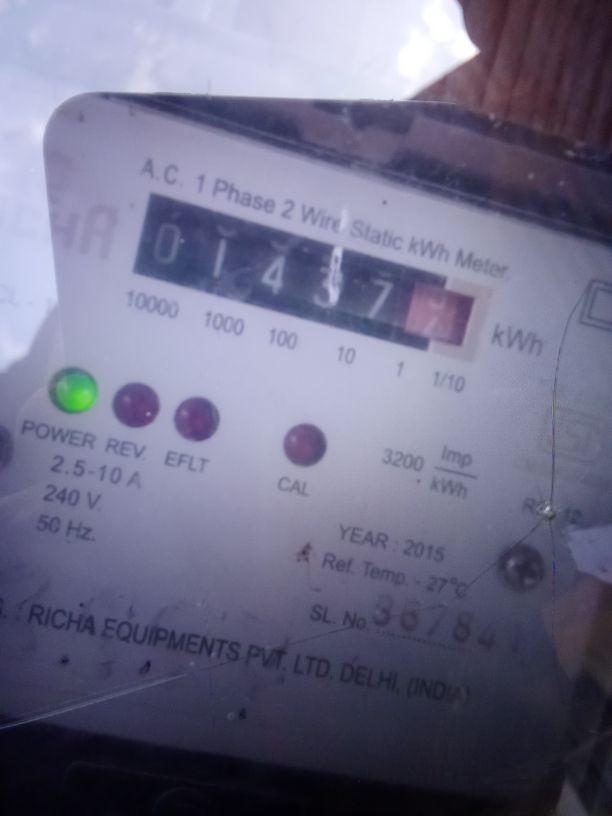 A.C. 1 Phase 2 Wire Static kWh Meter.
0 1 4 3 7
kWh
10000 1000 100 10 1 1/10
POWER REV. EFLT CAL
3200 Imp/kWh
2.5-10 A
240 V.
50 Hz.
YEAR : 2015
Ref. Temp. - 27°C
SL. No. 36784
RICHA EQUIPMENTS PVT. LTD. DELHI, (INDIA)